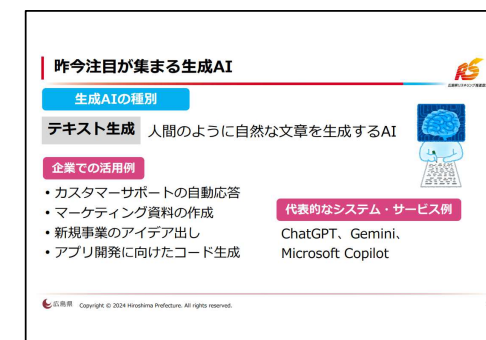 昨今注目が集まる生成AI
RS
生成AIの種別
テキスト生成 人間のように自然な文章を生成するAI
企業での活用例
• カスタマーサポートの自動応答
• マーケティング資料の作成
• 新規事業のアイデア出し
• アプリ開発に向けたコード生成
代表的なシステム・サービス例
ChatGPT、Gemini、
Microsoft Copilot
広島県 Copyright © 2024 Hiroshima Prefecture. All rights reserved.